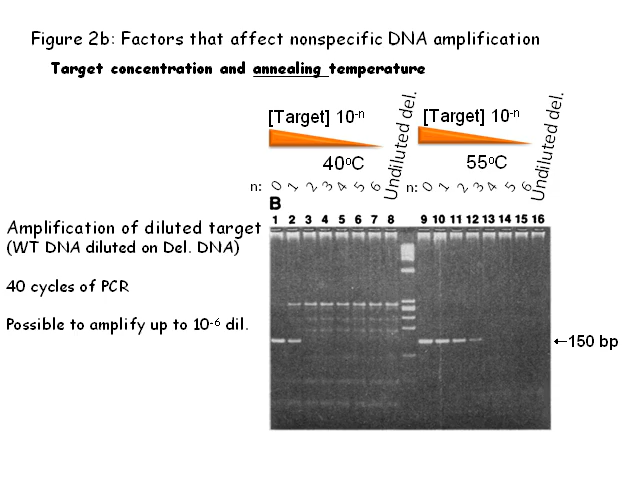 Figure 2b: Factors that affect nonspecific DNA amplification
Target concentration and annealing temperature
[Target] 10-n
40oC
Undiluted del.
[Target] 10-n
55oC
Undiluted del.
n: 0 1 2 3 4 5 6
n: 0 1 2 3 4 5 6
B
1 2 3 4 5 6 7 8 9 10 11 12 13 14 15 16
Amplification of diluted target
(WT DNA diluted on Del. DNA)
40 cycles of PCR
Possible to amplify up to 10-6 dil.
←150 bp